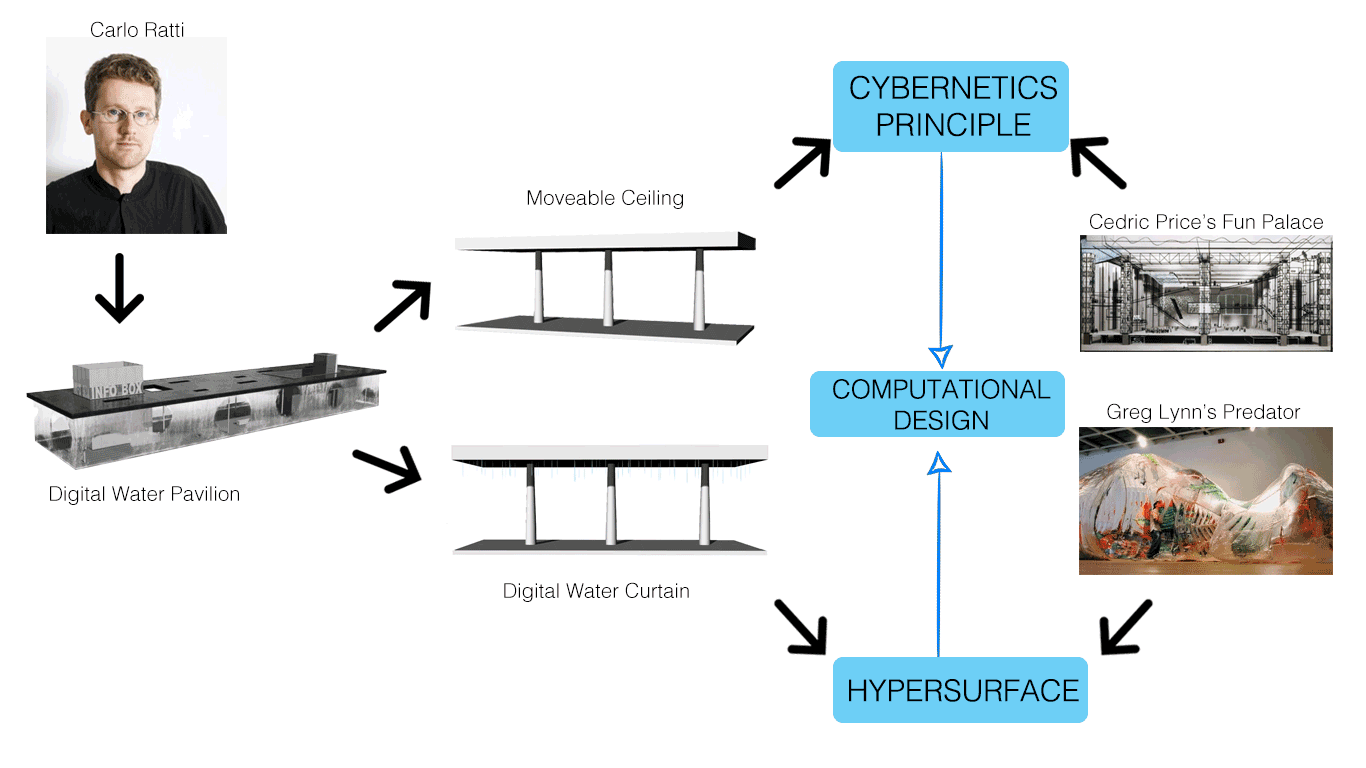 Carlo Ratti
CYBERNETICS
PRINCIPLE
Moveable Ceiling
Cedric Price's Fun Palace
INFO BOX
COMPUTATIONAL
DESIGN
Greg Lynn's Predator
Digital Water Pavilion
Digital Water Curtain
HYPERSURFACE